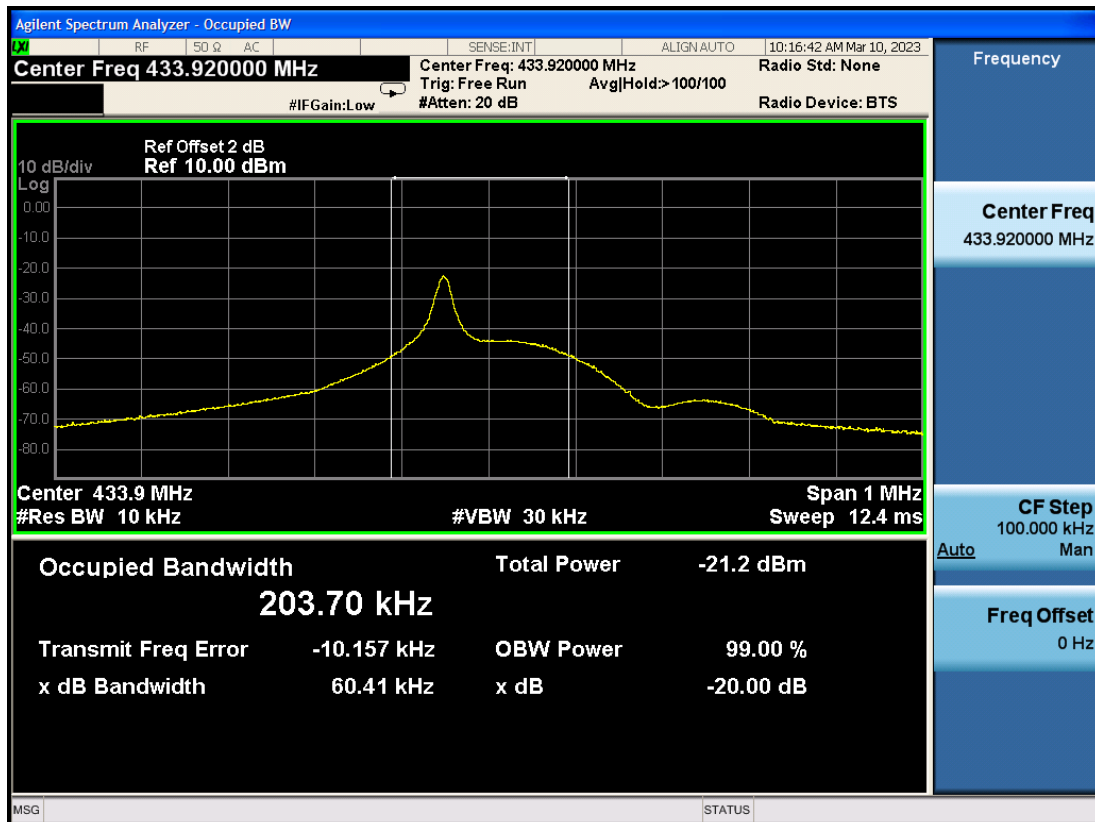 Agilent Spectrum Analyzer - Occupied BW
LXI RF 50 Ω AC SENSE:INT ALIGN AUTO 10:16:42 AM Mar 10, 2023
Center Freq 433.920000 MHz
#IFGain:Low
Center Freq: 433.920000 MHz
Trig: Free Run Avg|Hold:>100/100
#Atten: 20 dB
Radio Std: None
Radio Device: BTS
Ref Offset 2 dB
10 dB/div Ref 10.00 dBm
Log
0.00
-10.0
-20.0
-30.0
-40.0
-50.0
-60.0
-70.0
-80.0
Center 433.9 MHz Span 1 MHz
#Res BW 10 kHz #VBW 30 kHz Sweep 12.4 ms
Occupied Bandwidth Total Power -21.2 dBm
203.70 kHz
Transmit Freq Error -10.157 kHz OBW Power 99.00 %
x dB Bandwidth 60.41 kHz x dB -20.00 dB
Frequency
Center Freq
433.920000 MHz
CF Step
100.000 kHz
Auto Man
Freq Offset
0 Hz
MSG STATUS